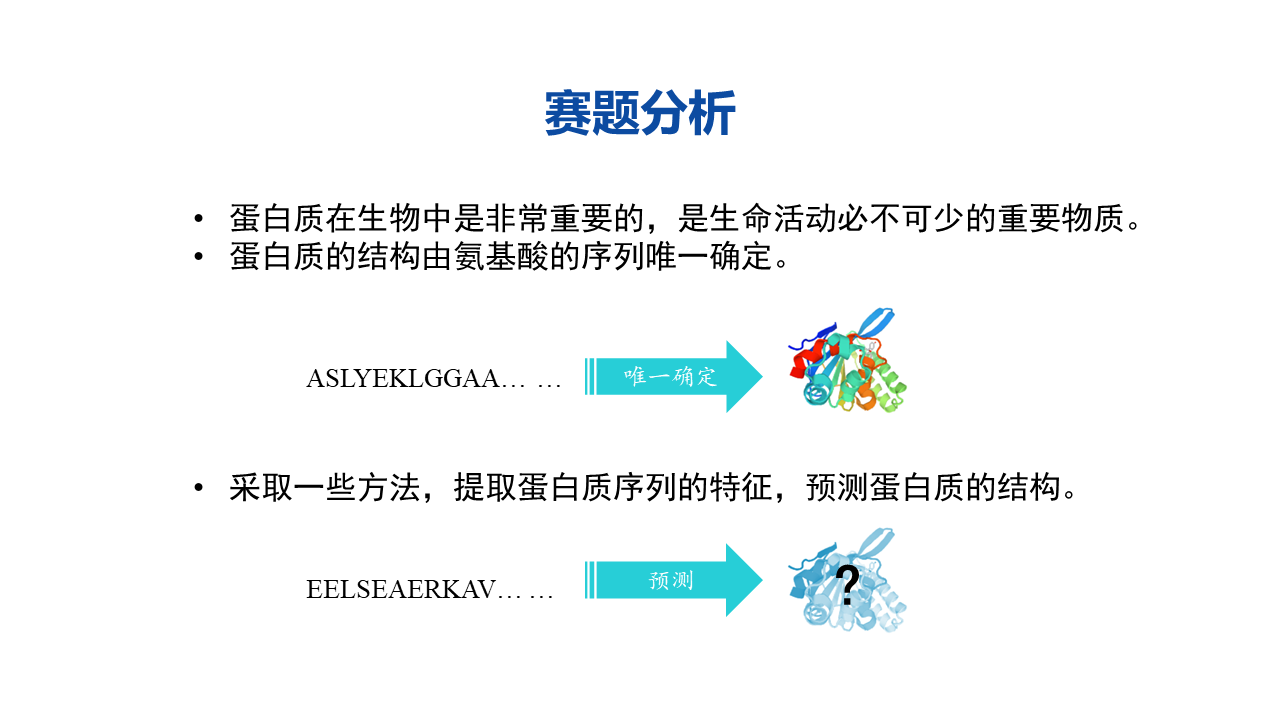 赛题分析
• 蛋白质在生物中是非常重要的，是生命活动必不可少的重要物质。
• 蛋白质的结构由氨基酸的序列唯一确定。
ASLYEKLGGAA… …
唯一确定
• 采取一些方法，提取蛋白质序列的特征，预测蛋白质的结构。
EELSEAERKAV… …
预测
?